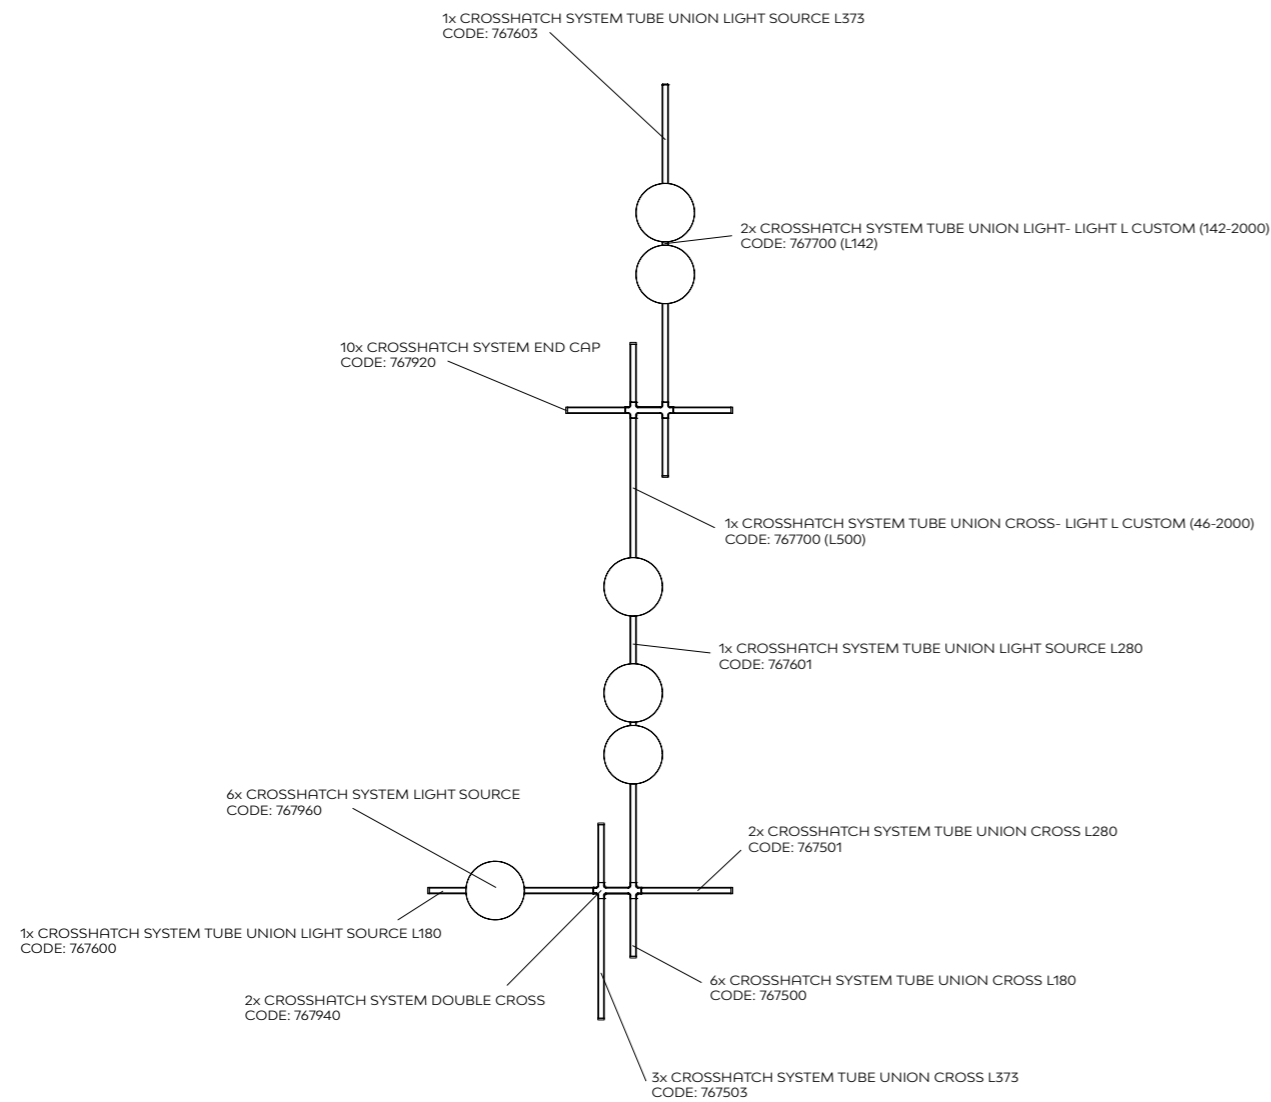 1x CROSSHATCH SYSTEM TUBE UNION LIGHT SOURCE L373
CODE: 767603
2x CROSSHATCH SYSTEM TUBE UNION LIGHT- LIGHT L CUSTOM (142-2000)
CODE: 767700 (L142)
10x CROSSHATCH SYSTEM END CAP
CODE: 767920
1x CROSSHATCH SYSTEM TUBE UNION CROSS- LIGHT L CUSTOM (46-2000)
CODE: 767700 (L500)
1x CROSSHATCH SYSTEM TUBE UNION LIGHT SOURCE L280
CODE: 767601
6x CROSSHATCH SYSTEM LIGHT SOURCE
CODE: 767960
2x CROSSHATCH SYSTEM TUBE UNION CROSS L280
CODE: 767501
1x CROSSHATCH SYSTEM TUBE UNION LIGHT SOURCE L180
CODE: 767600
6x CROSSHATCH SYSTEM TUBE UNION CROSS L180
CODE: 767500
2x CROSSHATCH SYSTEM DOUBLE CROSS
CODE: 767940
3x CROSSHATCH SYSTEM TUBE UNION CROSS L373
CODE: 767503